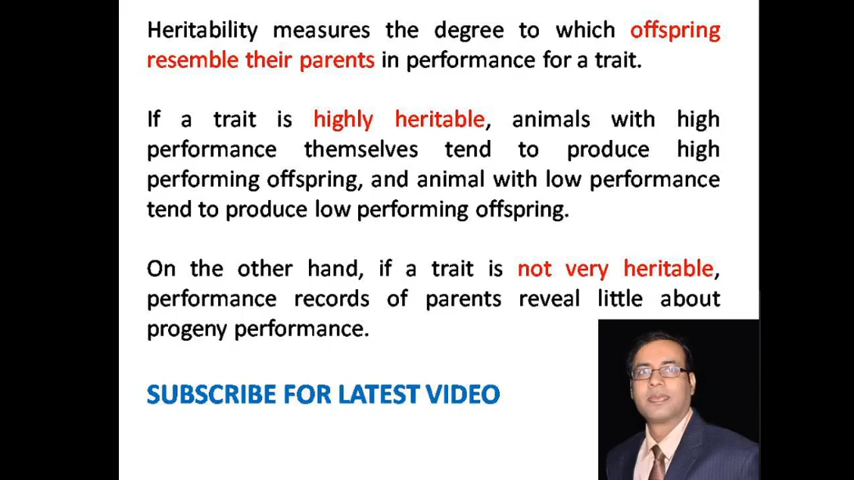 Heritability measures the degree to which offspring
resemble their parents in performance for a trait.
If a trait is highly heritable, animals with high
performance themselves tend to produce high
performing offspring, and animal with low performance
tend to produce low performing offspring.
On the other hand, if a trait is not very heritable,
performance records of parents reveal little about
progeny performance.
SUBSCRIBE FOR LATEST VIDEO